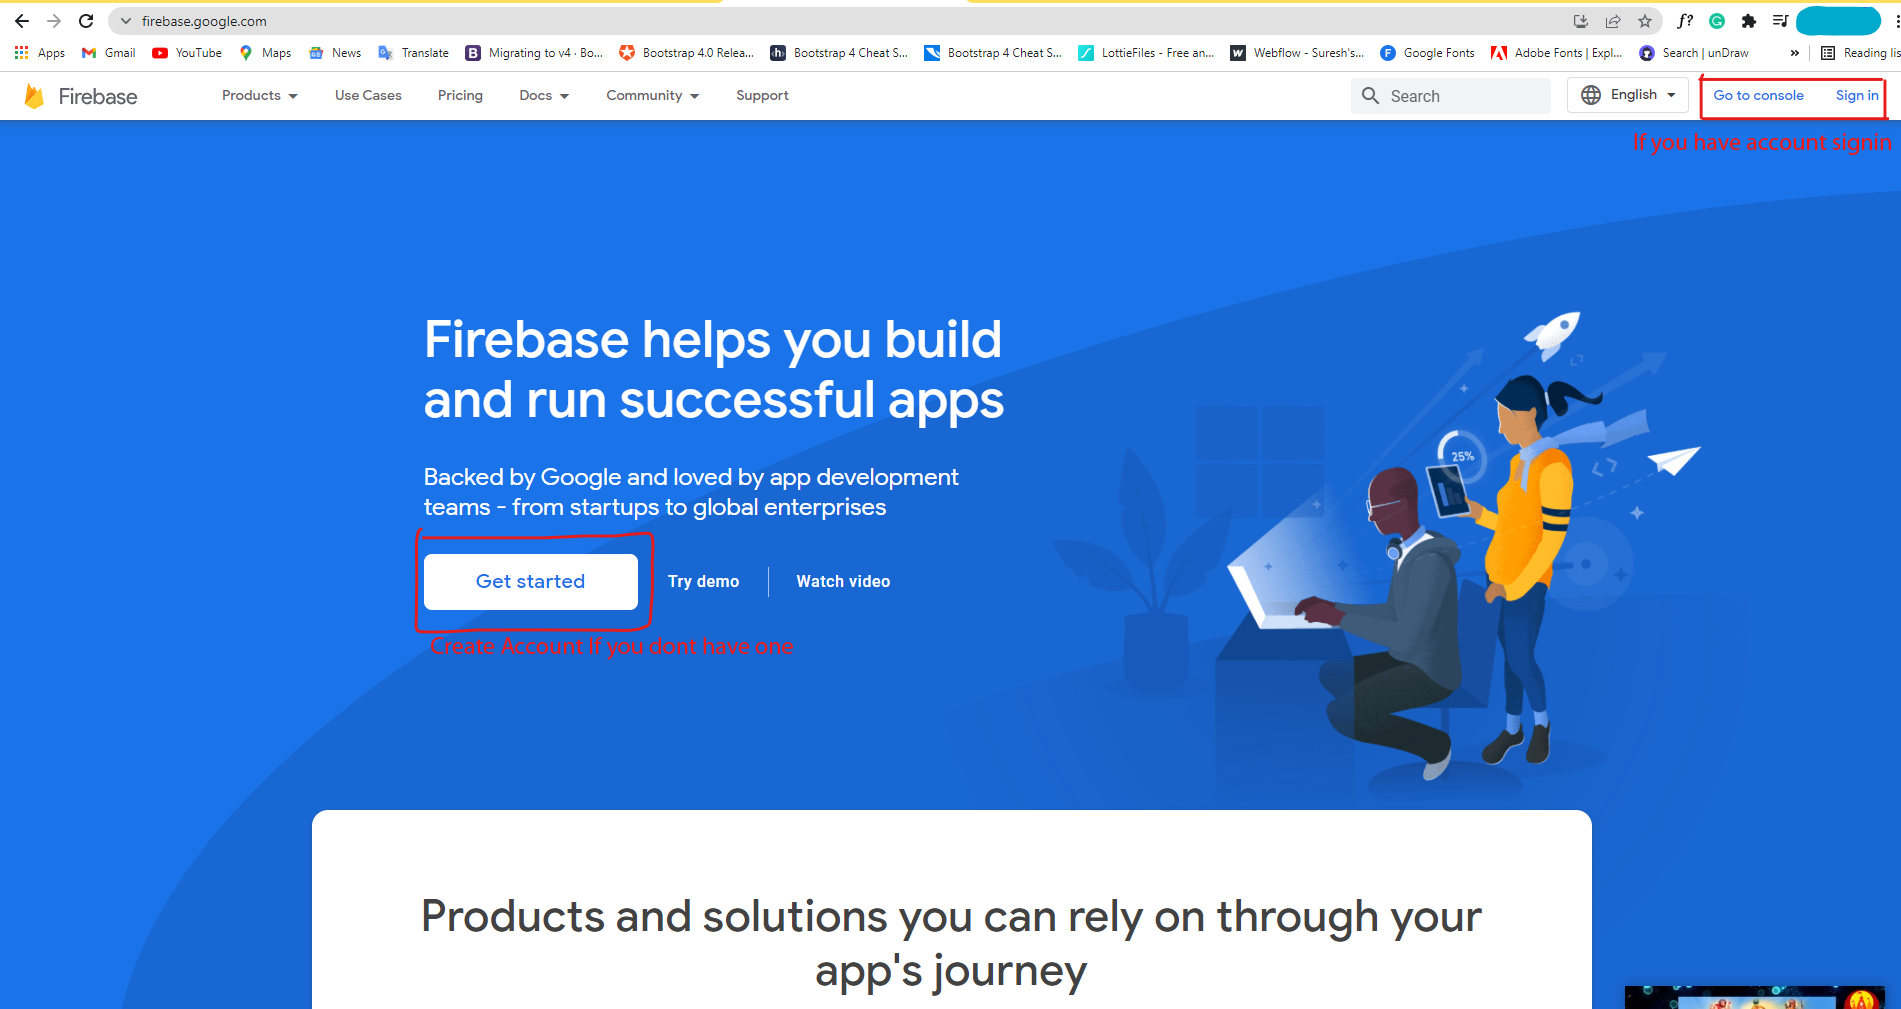 firebase.google.com
f?
Apps
Gmail
YouTube
Maps
News
Translate
B
Migrating to v4 · Bo...
Bootstrap 4.0 Relea...
Bootstrap 4 Cheat S...
Bootstrap 4 Cheat S...
LottieFiles - Free an...
Webflow - Suresh's...
F
Google Fonts
Adobe Fonts | Expl...
Search | unDraw
»
Reading lis
Firebase
Products
Use Cases
Pricing
Docs
Community
Support
Search
English
Go to console
Sign in
If you have account signin
Firebase helps you build
and run successful apps
25%
Backed by Google and loved by app development
teams - from startups to global enterprises
Get started
Try demo
Watch video
Create Account If you dont have one
Products and solutions you can rely on through your
app's journey